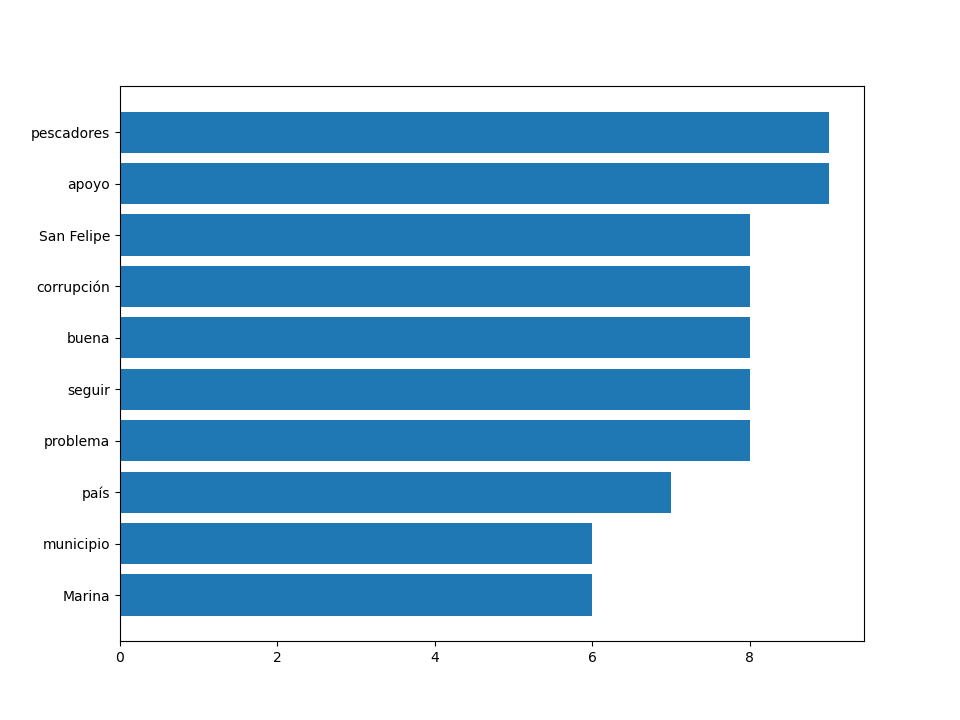 pescadores
apoyo
San Felipe
corrupción
buena
seguir
problema
país
municipio
Marina
0 2 4 6 8